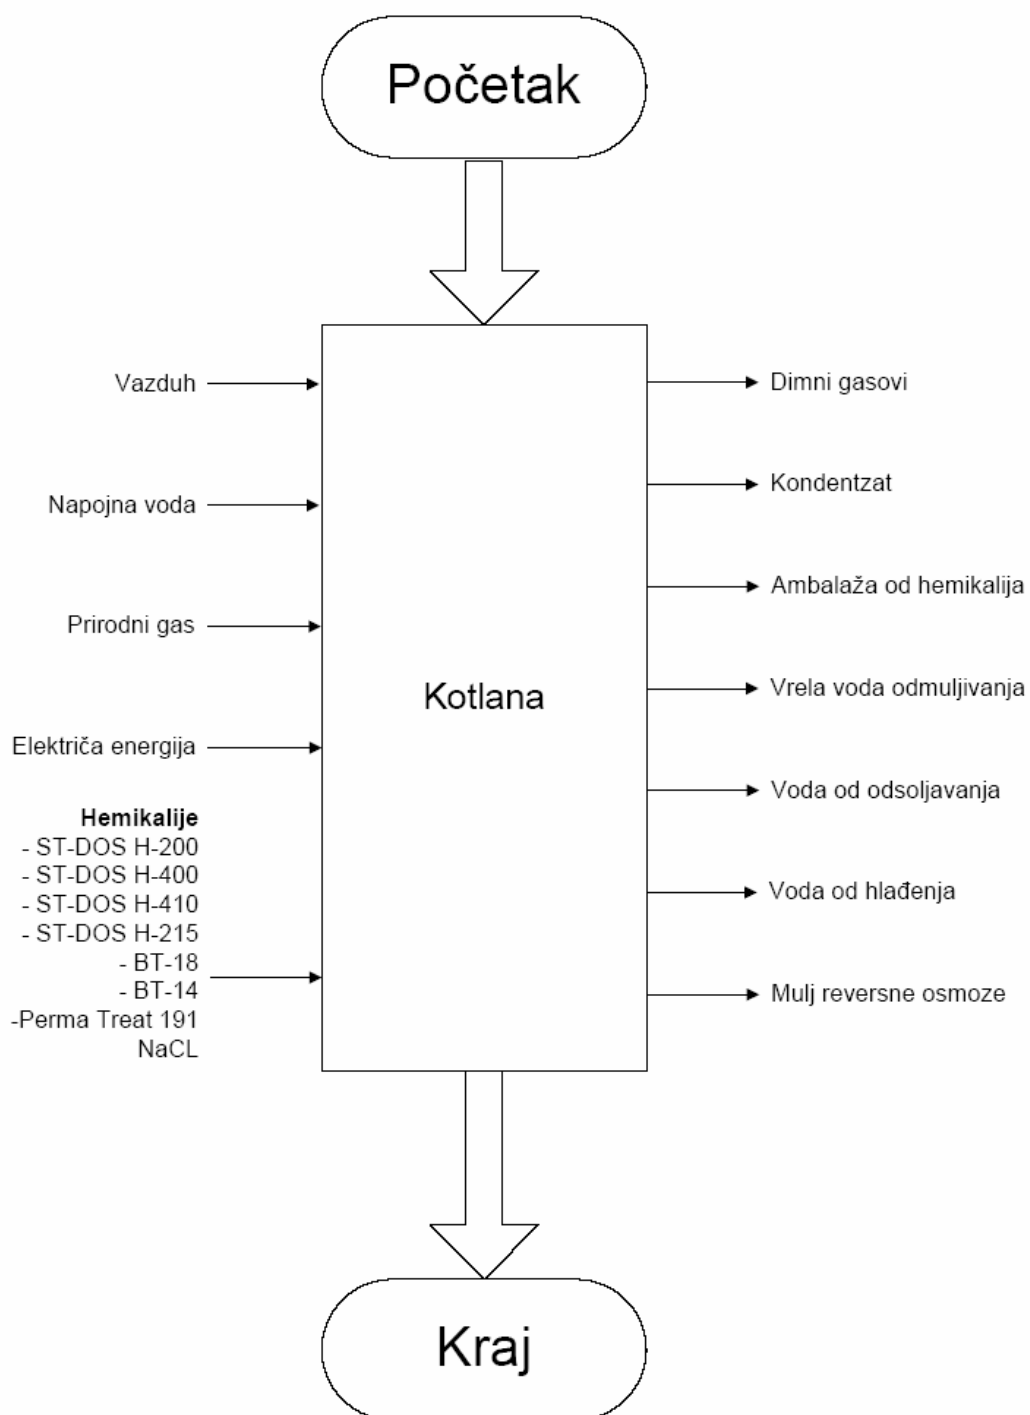 Početak
Vazduh
Napojna voda
Prirodni gas
Električa energija
Hemikalije
- ST-DOS H-200
- ST-DOS H-400
- ST-DOS H-410
- ST-DOS H-215
- BT-18
- BT-14
-Perma Treat 191
NaCL
Kotlana
Dimni gasovi
Kondentzat
Ambalaža od hemikalija
Vrela voda odmuljivanja
Voda od odsoljavanja
Voda od hlađenja
Mulj reversne osmoze
Kraj